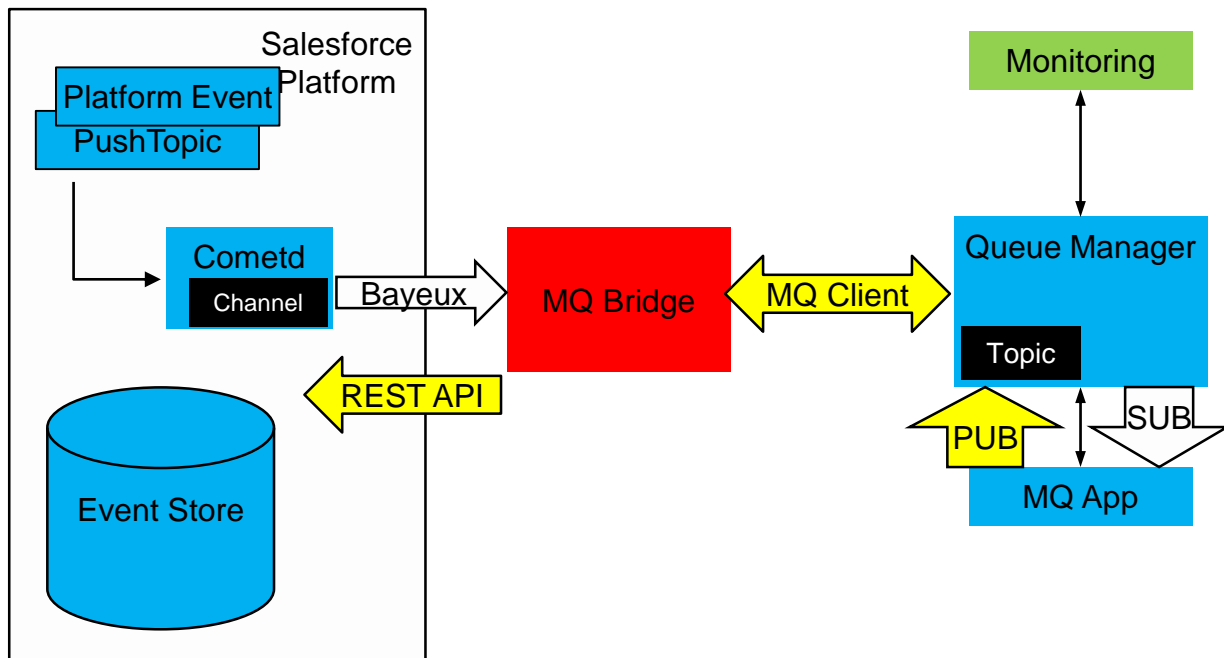 Salesforce
Platform
Platform Event
PushTopic
Cometd
Channel
Bayeux
REST API
Event Store
MQ Bridge
MQ Client
Monitoring
Queue Manager
Topic
PUB
SUB
MQ App